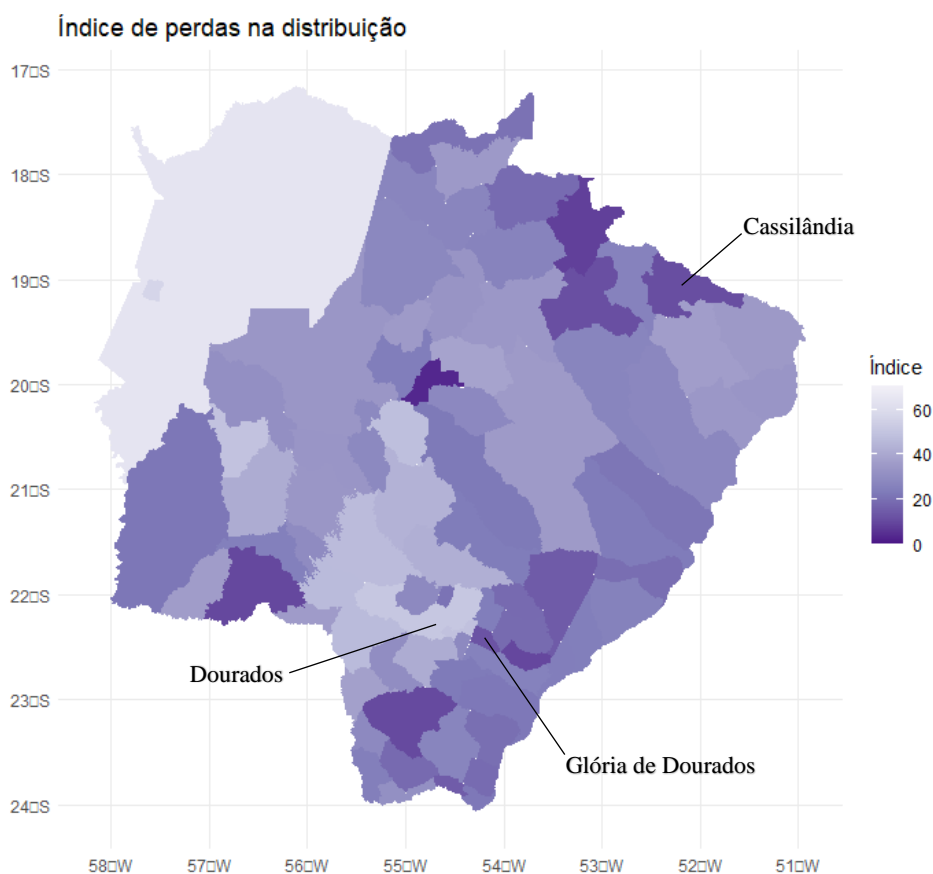 Índice de perdas na distribuição
17□S
18□S
19□S
20□S
21□S
22□S
23□S
24□S
Cassilândia
Dourados
Glória de Dourados
Índice
60
40
20
0
58□W
57□W
56□W
55□W
54□W
53□W
52□W
51□W